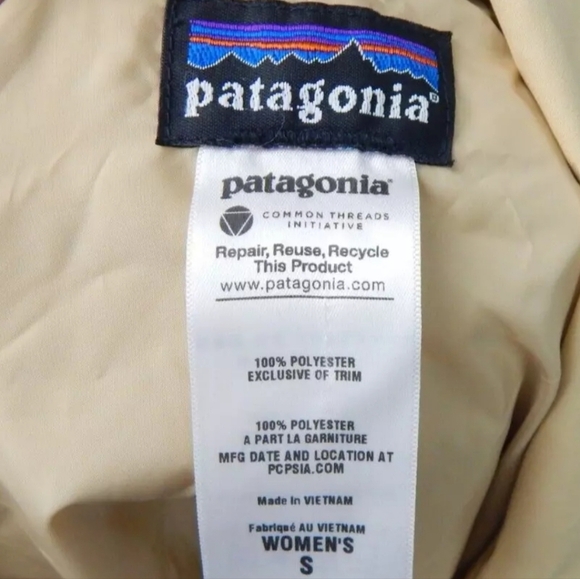 patagonia®
patagonia™
COMMON THREADS
INITIATIVE
Repair, Reuse, Recycle
This Product
www.patagonia.com
100% POLYESTER
EXCLUSIVE OF TRIM
100% POLYESTER
A PART LA GARNITURE
MFG DATE AND LOCATION AT
PCPSIA.COM
Made in VIETNAM
Fabriqué AU VIETNAM
WOMEN'S
S